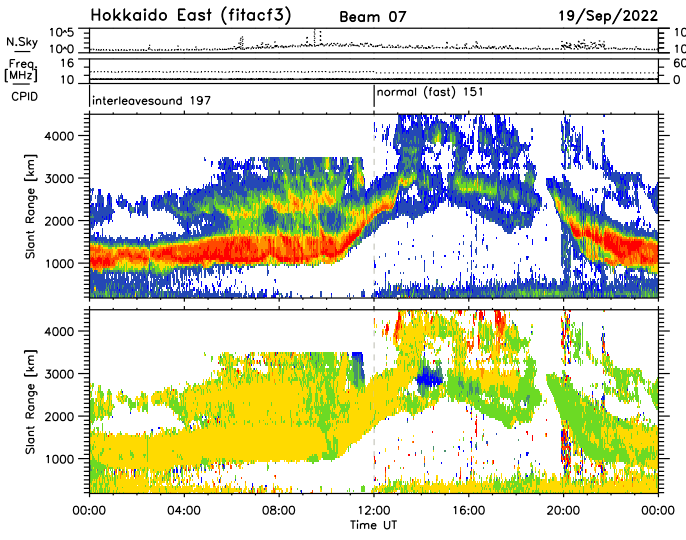 Hokkaido East (fitacf3) Beam 07 19/Sep/2022
N.Sky
10^5
10^0
10
10
Freq.
[MHz]
16
10
60
0
CPID
interleavesound 197
normal (fast) 151
Slant Range [km]
4000
3000
2000
1000
Slant Range [km]
4000
3000
2000
1000
00:00 04:00 08:00 12:00 16:00 20:00 00:00
Time UT